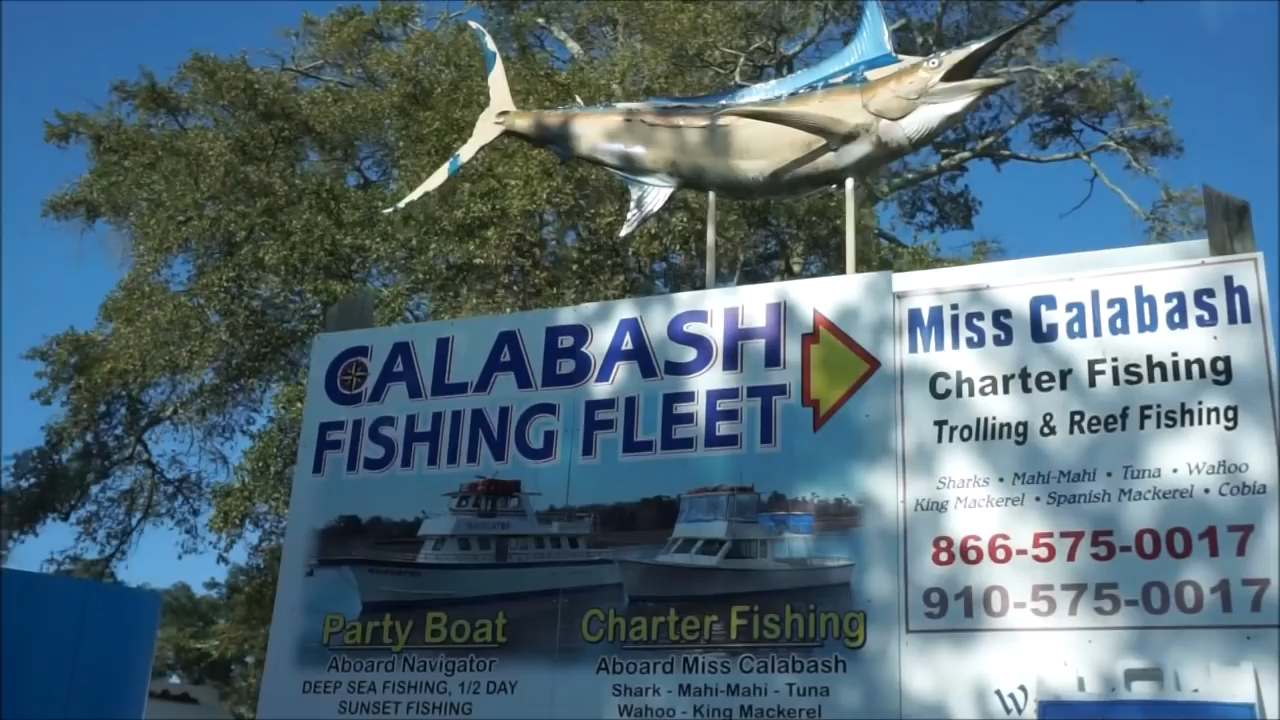 CALABASH
FISHING FLEET
Party Boat
Aboard Navigator
DEEP SEA FISHING, 1/2 DAY
SUNSET FISHING
Charter Fishing
Aboard Miss Calabash
Shark - Mahi-Mahi - Tuna
Wahoo - King Mackerel
Miss Calabash
Charter Fishing
Trolling & Reef Fishing
Sharks • Mahi-Mahi • Tuna • Wahoo
King Mackerel • Spanish Mackerel • Cobia
866-575-0017
910-575-0017